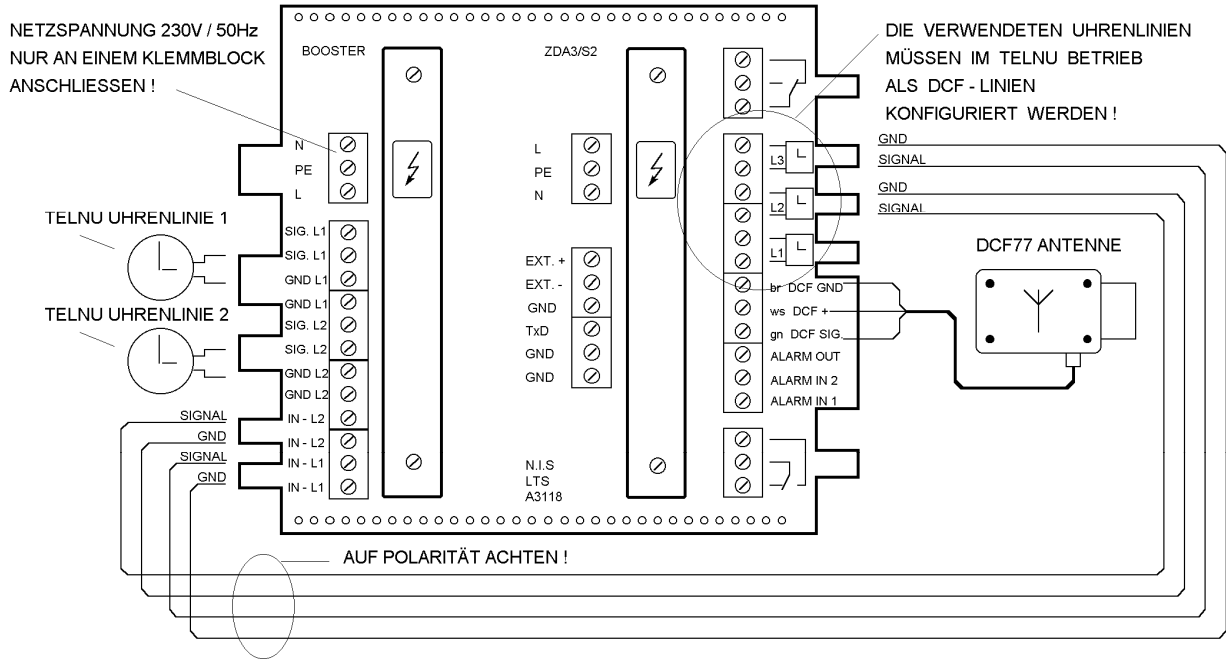 NETZSPANNUNG 230V / 50Hz
NUR AN EINEM KLEMMBLOCK
ANSCHLIESSEN !
BOOSTER
ZDA3/S2
DIE VERWENDETEN UHRENLINIEN
MÜSSEN IM TELNU BETRIEB
ALS DCF - LINIEN
KONFIGURIERT WERDEN !
N
PE
L
L
PE
N
L3
L2
L1
GND
SIGNAL
GND
SIGNAL
TELNU UHRENLINIE 1
TELNU UHRENLINIE 2
SIG. L1
SIG. L1
GND L1
GND L1
SIG. L2
SIG. L2
GND L2
GND L2
IN - L2
IN - L2
IN - L1
IN - L1
SIGNAL
GND
SIGNAL
GND
EXT. +
EXT. -
GND
TxD
GND
GND
br DCF GND
ws DCF +
gn DCF SIG.
ALARM OUT
ALARM IN 2
ALARM IN 1
DCF77 ANTENNE
N.I.S
LTS
A3118
AUF POLARITÄT ACHTEN !